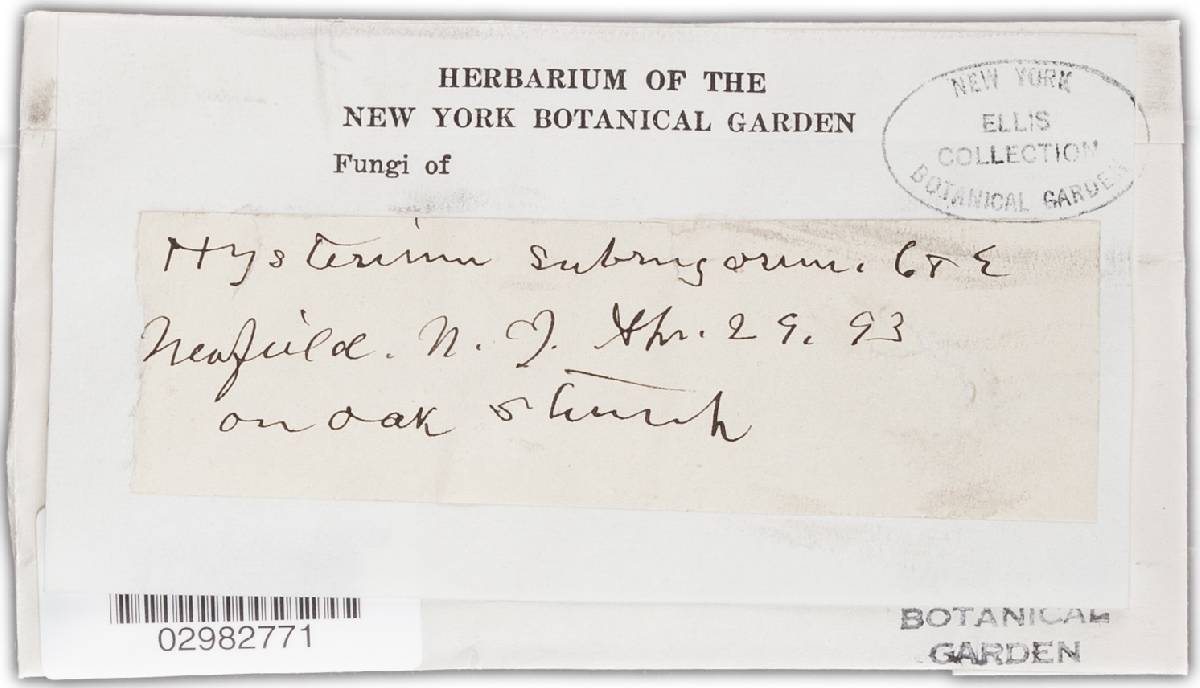 HERBARIUM OF THE
NEW YORK BOTANICAL GARDEN
Fungi of
NEW YORK
ELLIS
COLLECTION
BOTANICAL GARDEN
Hysterium subrugosum. C & E
Newfield. N. J. Apr. 29. 93
on oak stump
02982771
BOTANICAL
GARDEN